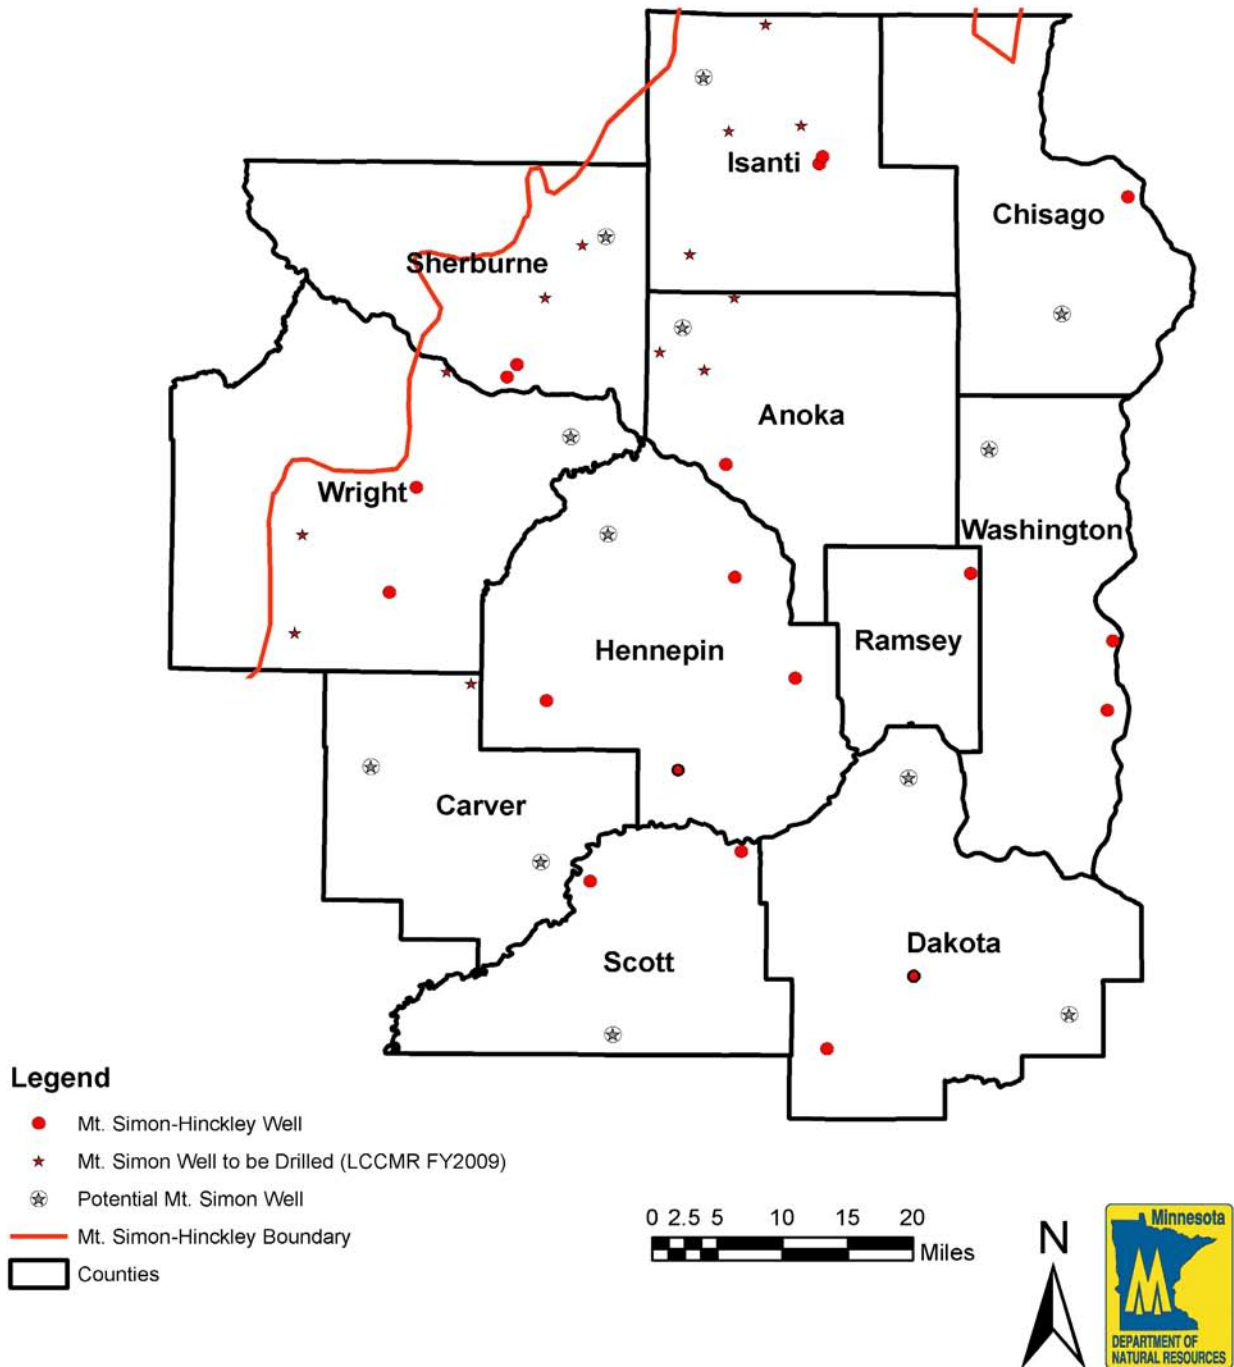 Isanti
Chisago
Sherburne
Anoka
Wright
Washington
Hennepin
Ramsey
Carver
Dakota
Scott
Legend
Mt. Simon-Hinckley Well
Mt. Simon Well to be Drilled (LCCMR FY2009)
Potential Mt. Simon Well
Mt. Simon-Hinckley Boundary
Counties
0 2.5 5 10 15 20
Miles
N
Minnesota
DEPARTMENT OF
NATURAL RESOURCES